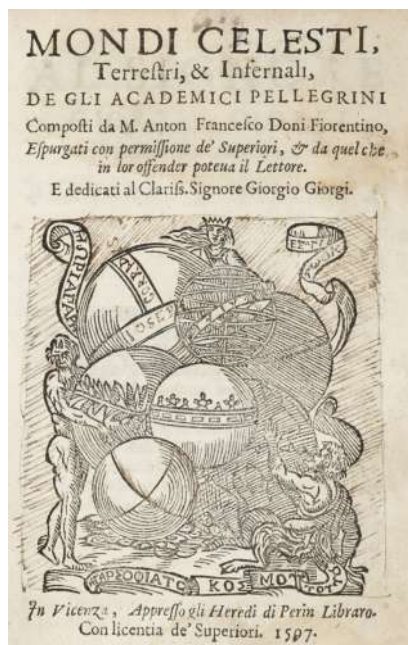 MONDI CELESTI,
Terreſtri, & Infernali,
DE GLI ACADEMICI PELLEGRINI
Compoſti da M. Anton Franceſco Doni Fiorentino,
Eſpurgati con permiſſione de' Superiori, & da quel che
in lor offender poteua il Lettore.
E dedicati al Clariſs. Signore Giorgio Giorgi.
ΚΟΣ ΜΟΥ
In Vicenza, Appreſſo gli Heredi di Perin Libraro.
Con licentia de' Superiori. 1597.